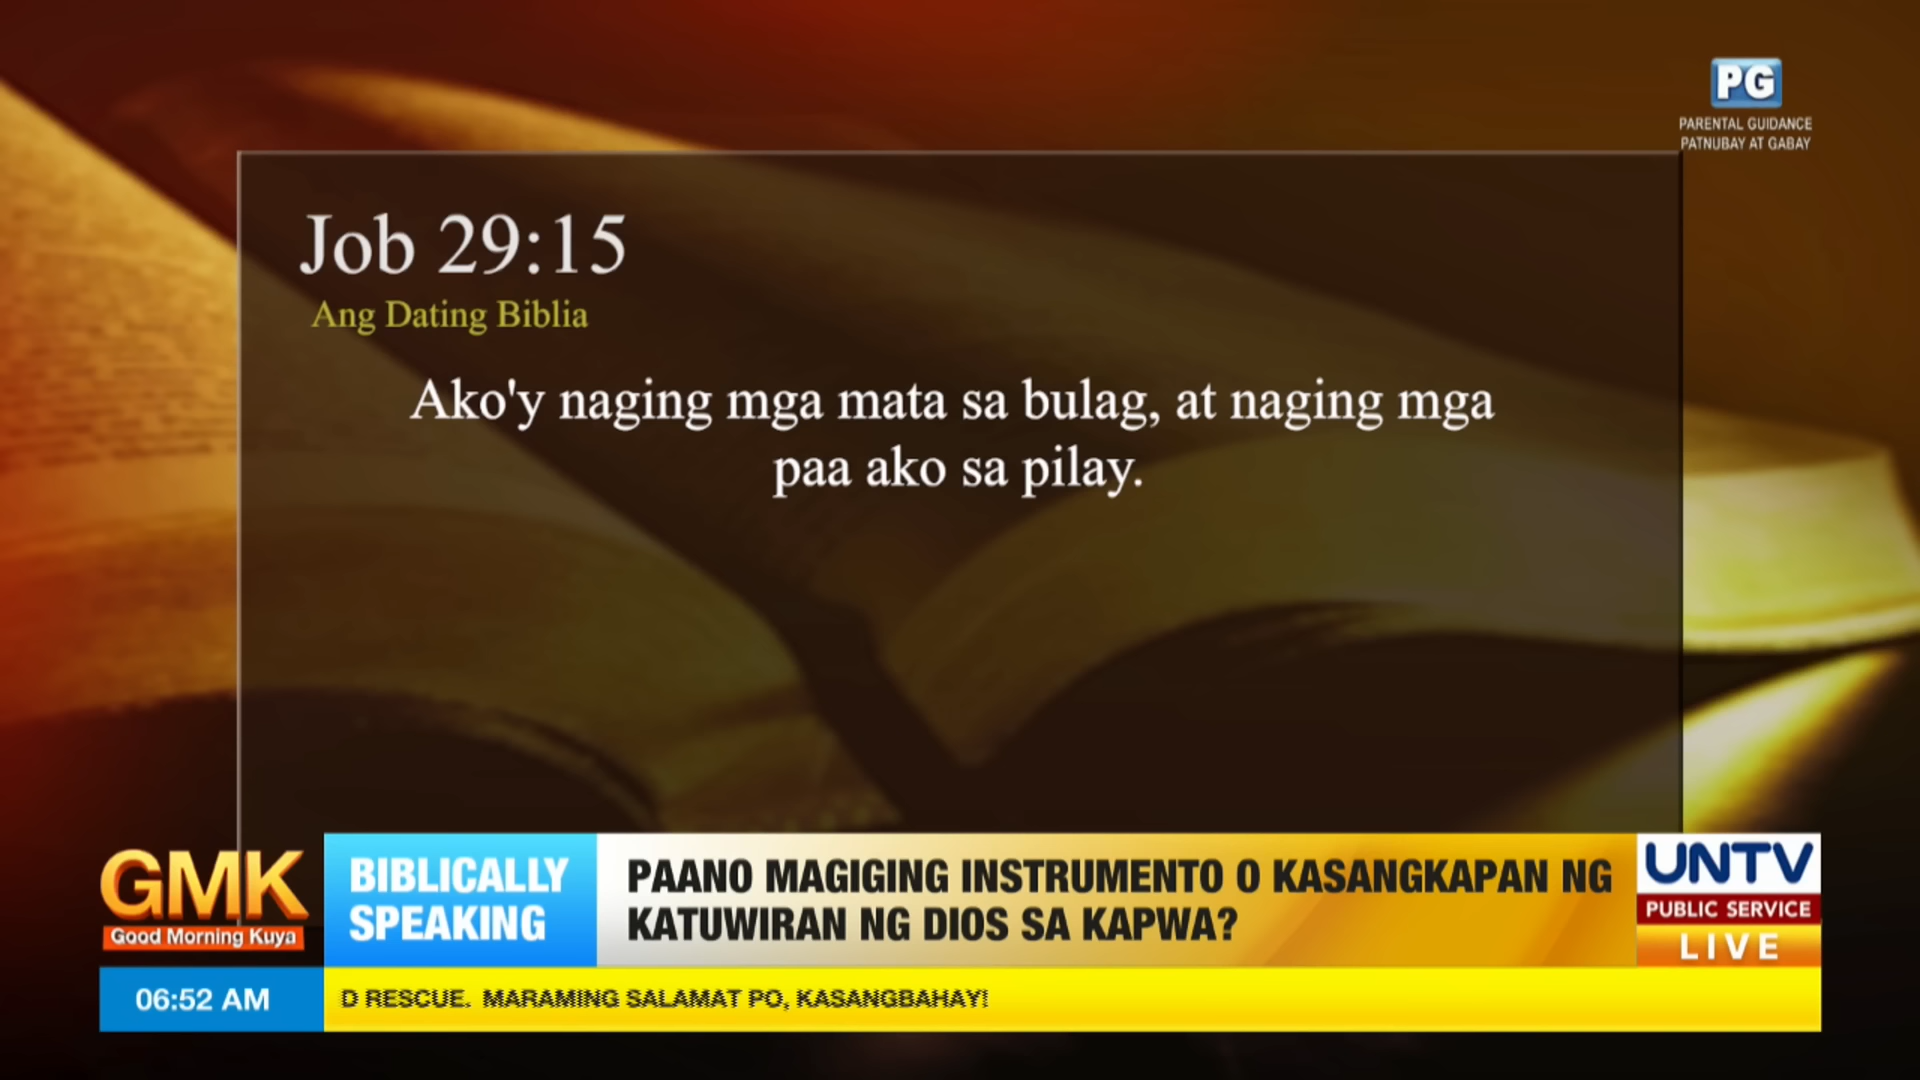 PG
PARENTAL GUIDANCE
PATNUBAY AT GABAY
Job 29:15
Ang Dating Biblia
Ako'y naging mga mata sa bulag, at naging mga
paa ako sa pilay.
GMK
Good Morning Kuya
BIBLICALLY
SPEAKING
PAANO MAGIGING INSTRUMENTO O KASANGKAPAN NG
KATUWIRAN NG DIOS SA KAPWA?
UNTV
PUBLIC SERVICE
LIVE
06:52 AM
D RESCUE. MARAMING SALAMAT PO, KASANGBAHAY!